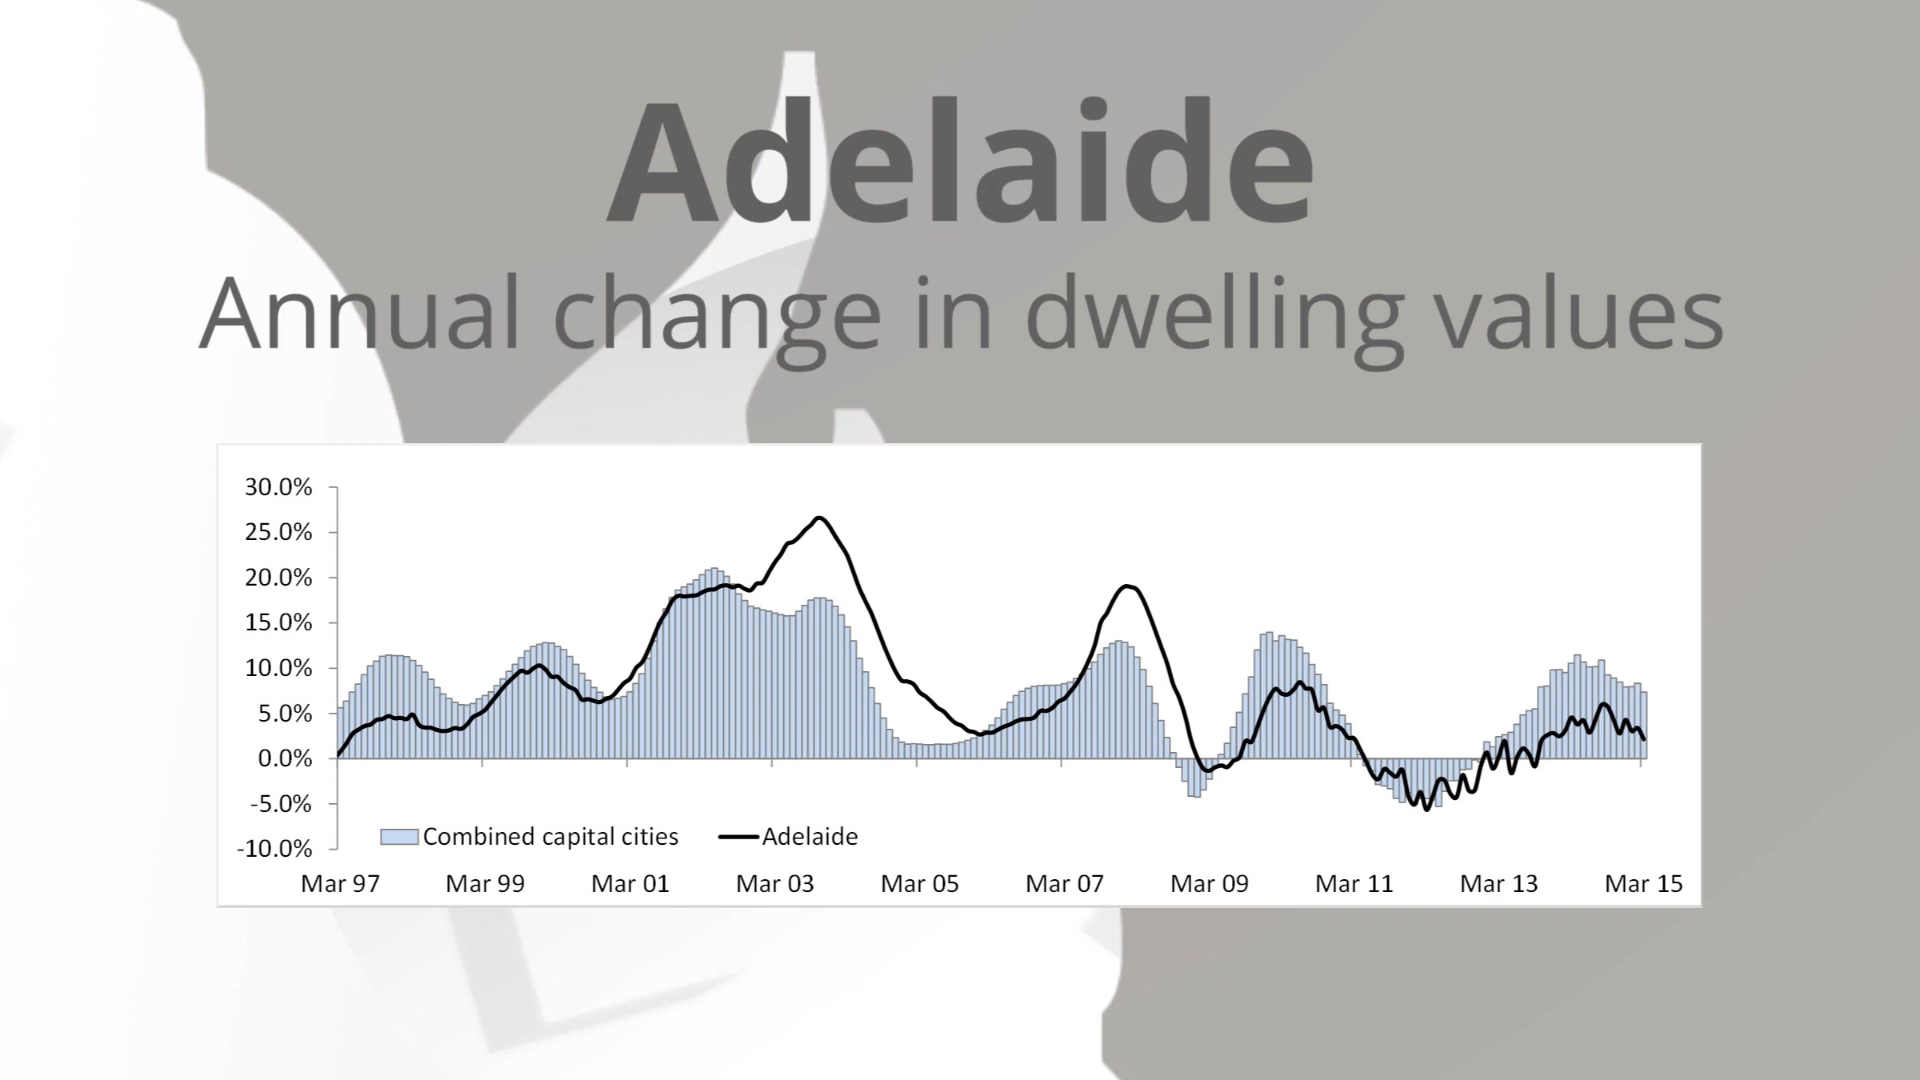 Adelaide
Annual change in dwelling values
30.0%
25.0%
20.0%
15.0%
10.0%
5.0%
0.0%
-5.0%
-10.0%
Combined capital cities Adelaide
Mar 97 Mar 99 Mar 01 Mar 03 Mar 05 Mar 07 Mar 09 Mar 11 Mar 13 Mar 15